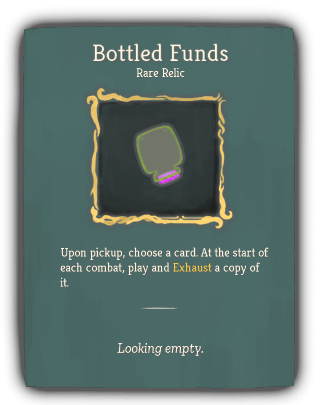 Bottled Funds
Rare Relic
Upon pickup, choose a card. At the start of
each combat, play and Exhaust a copy of
it.
Looking empty.